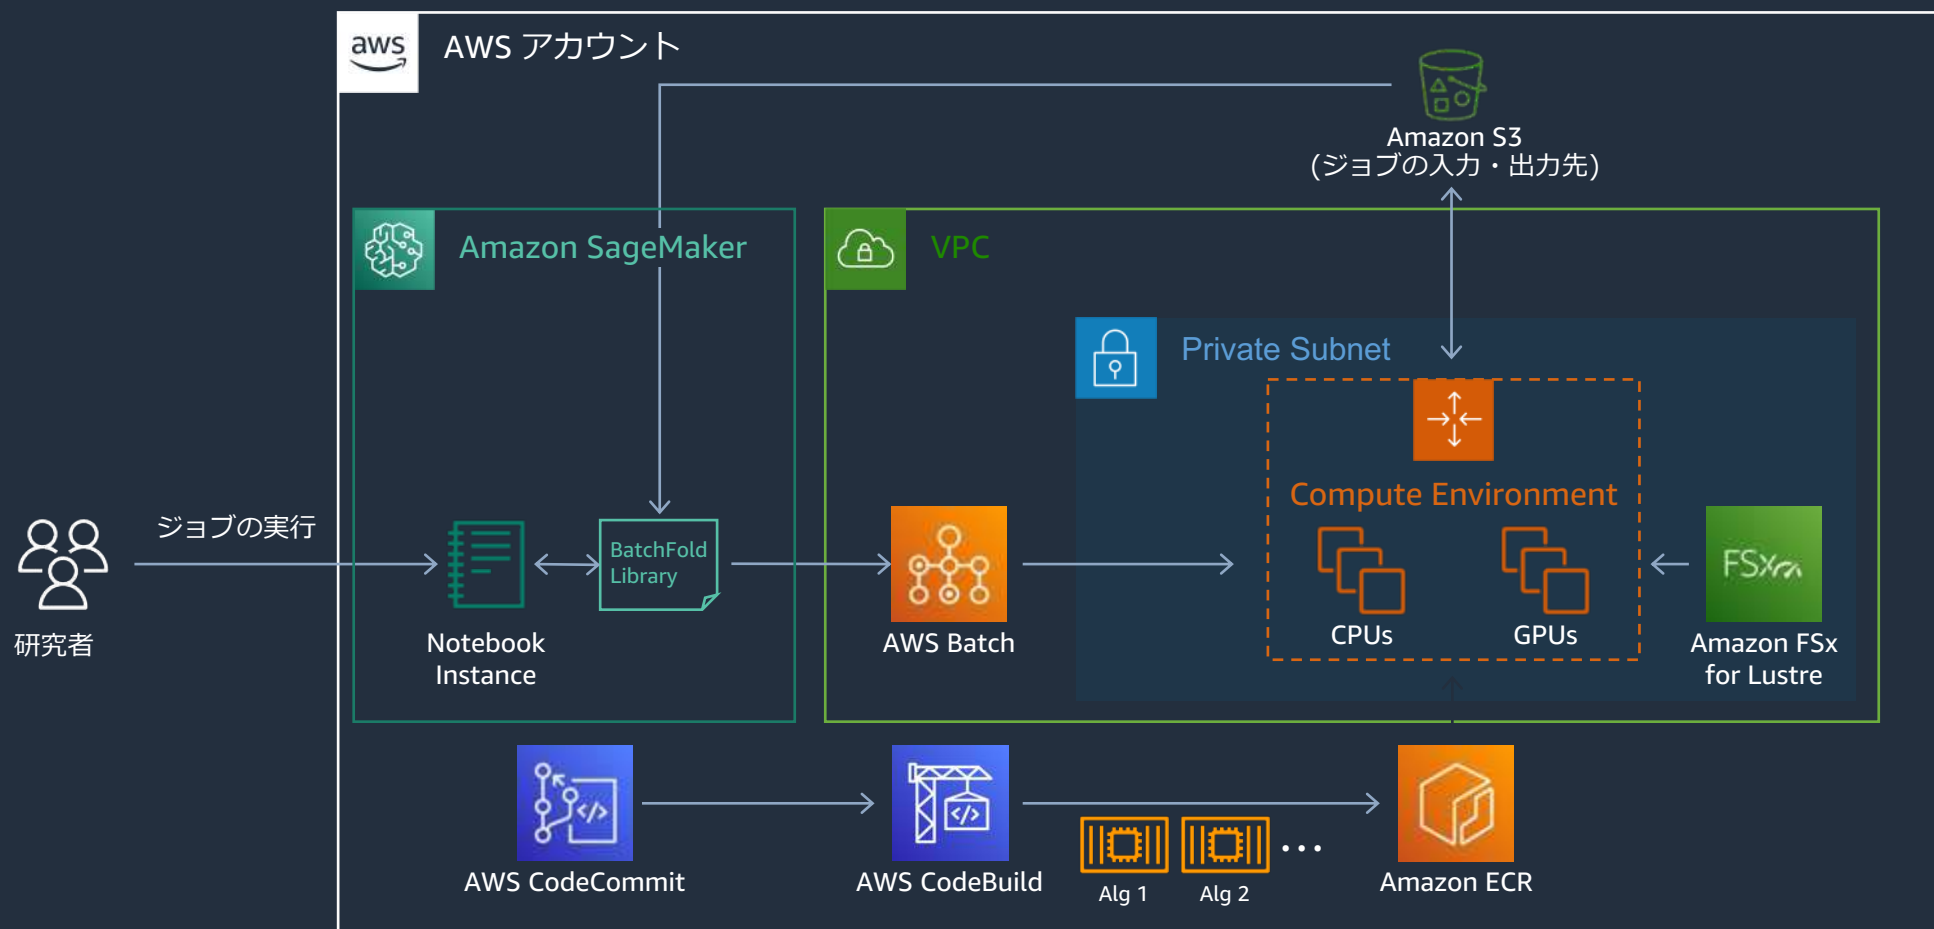 aws
AWS アカウント
Amazon S3
(ジョブの入力・出力先)
Amazon SageMaker
VPC
Private Subnet
Compute Environment
ジョブの実行
BatchFold
Library
FSx
CPUs
GPUs
研究者
Notebook
Instance
AWS Batch
Amazon FSx
for Lustre
</>
</>
AWS CodeCommit
AWS CodeBuild
Alg 1
Alg 2
...
Amazon ECR